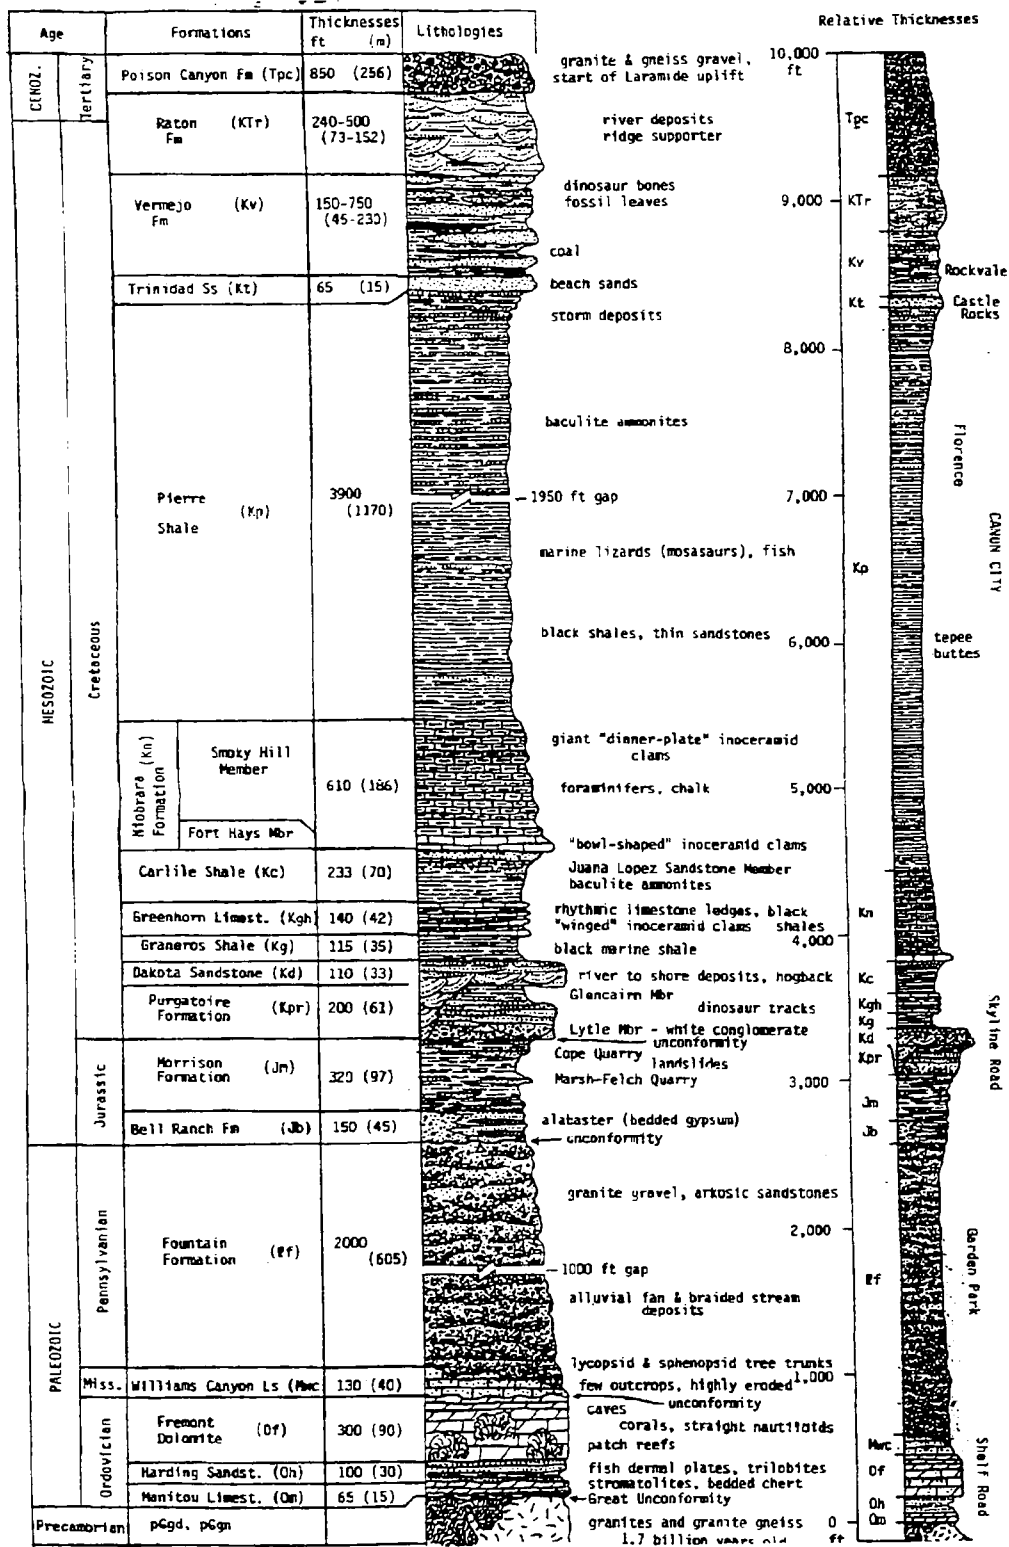 Age
Formations
Thicknesses
ft (m)
Lithologies
Relative Thicknesses
CENOZ.
Tertiary
Poison Canyon Fm (Tpc) 850 (256)
granite & gneiss gravel,
start of Laramide uplift
Raton (KTr) 240-500
Fm (73-152)
river deposits
ridge supporter
Vermejo (Kv) 150-750
Fm (45-230)
dinosaur bones
fossil leaves
coal
Trinidad Ss (Kt) 65 (15)
beach sands
storm deposits
MESOZOIC
Cretaceous
Pierre
Shale
(Kp)
3900
(1170)
baculite ammonites
1950 ft gap
marine lizards (mosasaurs), fish
black shales, thin sandstones
Niobrara (Kn)
Formation
Smoky Hill
Member
610 (186)
Fort Hays Mbr
giant "dinner-plate" inoceramid
clams
foraminifers, chalk
"bowl-shaped" inoceramid clams
Carlile Shale (Kc) 233 (70)
Juana Lopez Sandstone Member
baculite ammonites
Greenhorn Limest. (Kgh) 140 (42)
rhythmic limestone ledges, black
"winged" inoceramid clams shales
Graneros Shale (Kg) 115 (35)
black marine shale
Dakota Sandstone (Kd) 110 (33)
river to shore deposits, hogback
Purgatoire
Formation
(Kpr) 200 (61)
Glencairn Mbr
dinosaur tracks
Lytle Mbr - white conglomerate
unconformity
Jurassic
Morrison
Formation
(Jm) 320 (97)
Cope Quarry
landslides
Marsh-Felch Quarry
Bell Ranch Fm (Jb) 150 (45)
alabaster (bedded gypsum)
unconformity
PALEOZOIC
Pennsylvanian
Fountain
Formation
(Pf)
2000
(605)
granite gravel, arkosic sandstones
1000 ft gap
alluvial fan & braided stream
deposits
lycopsid & sphenopsid tree trunks
Miss. Williams Canyon Ls (Mwc 130 (40)
few outcrops, highly eroded
unconformity
Ordovician
Fremont
Dolomite
(Of) 300 (90)
caves
corals, straight nautiloids
patch reefs
Harding Sandst. (Oh) 100 (30)
fish dermal plates, trilobites
Manitou Limest. (Om) 65 (15)
stromatolites, bedded chert
Great Unconformity
Precambrian p€gd, p€gn
granites and granite gneiss
1.7 billion years old
10,000
ft
Tpc
9,000
KTr
Kv
Rockvale
Kt
Castle
Rocks
8,000
Florence
7,000
CANON CITY
Kp
6,000
tepee
buttes
5,000
Kn
4,000
Kc
Kgh
Kg
Kd
Kpr
Skyline Road
3,000
Jm
Jb
2,000
Garden Park
Pf
1,000
Mwc
Of
Shelf Road
Oh
Om
0
ft